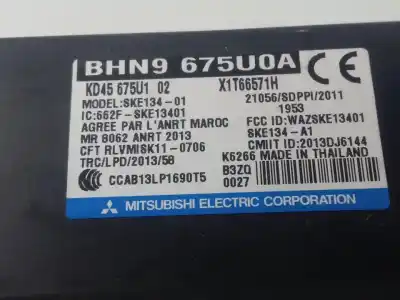 BHN9 675U0A
KD45 675U1 02 X1T66571H
MODEL:SKE134-01 21056/SDPPI/2011
IC:662F-SKE13401 1953
AGREE PAR L'ANRT MAROC FCC ID:WAZSKE13401
MR 8062 ANRT 2013 SKE134-A1
CFT RLVMISK11-0706 CMIIT ID:2013DJ6144
TRC/LPD/2013/58 K6266 MADE IN THAILAND
CCAB13LP1690T5 B3ZQ
0027
MITSUBISHI ELECTRIC CORPORATION